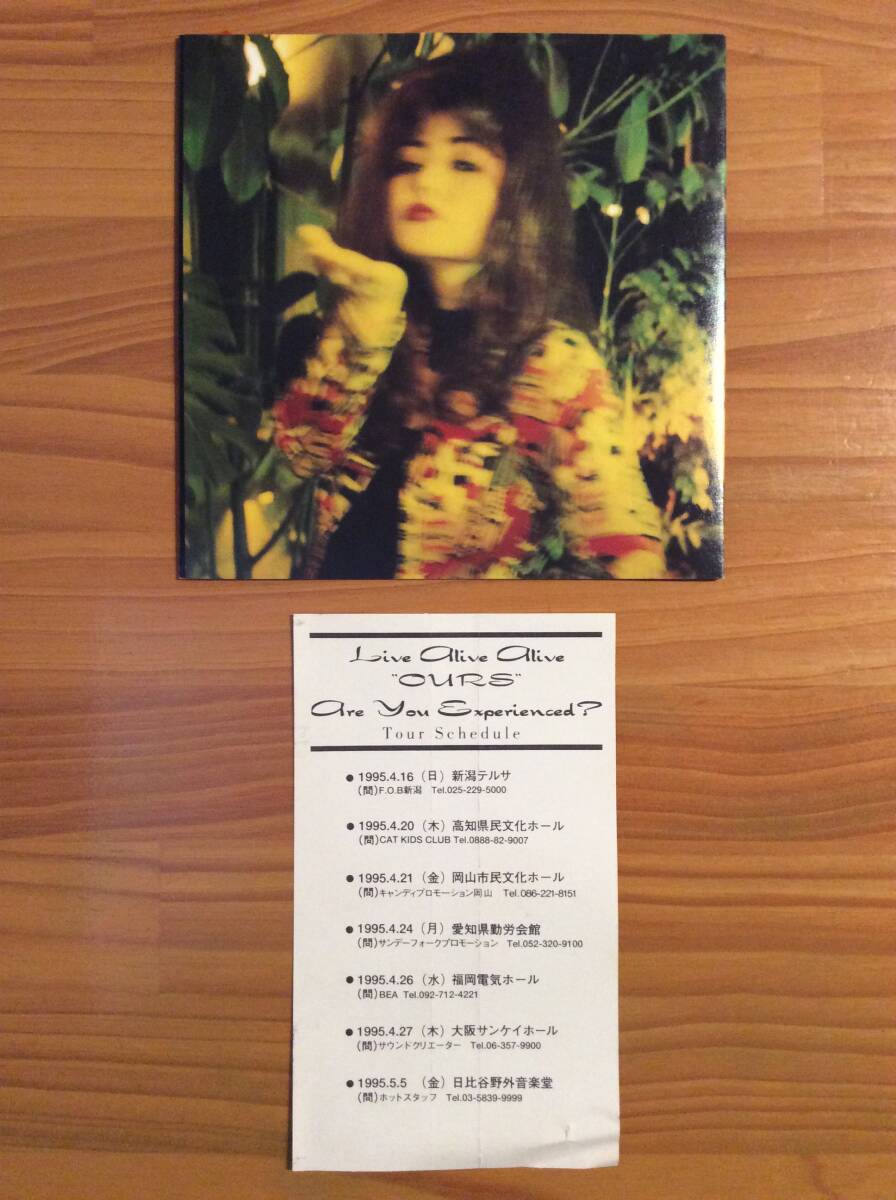 Live Alive Alive
"OURS"
Are You Experienced?
Tour Schedule
● 1995.4.16 (日) 新潟テルサ
(問)F.O.B新潟 Tel.025-229-5000
● 1995.4.20 (木) 高知県民文化ホール
(問)CAT KIDS CLUB Tel.0888-82-9007
● 1995.4.21 (金) 岡山市民文化ホール
(問)キャンディプロモーション岡山 Tel.086-221-8151
● 1995.4.24 (月) 愛知県勤労会館
(問)サンデーフォークプロモーション Tel.052-320-9100
● 1995.4.26 (水) 福岡電気ホール
(問)BEA Tel.092-712-4221
● 1995.4.27 (木) 大阪サンケイホール
(問)サウンドクリエーター Tel.06-357-9900
● 1995.5.5 (金) 日比谷野外音楽堂
(問)ホットスタッフ Tel.03-5839-9999